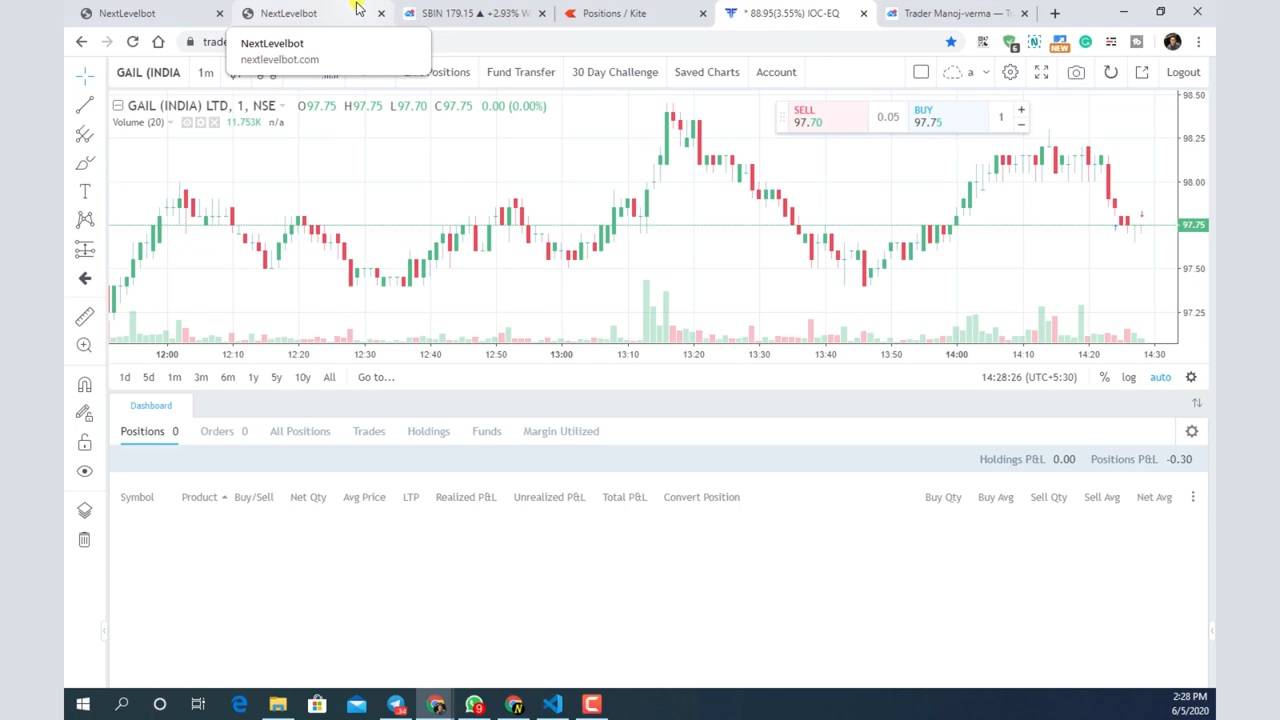 NextLevelbot
NextLevelbot
SBIN 179.15 ▲ +2.93% W
Positions / Kite
* 88.95(3.55%) IOC-EQ
Trader Manoj-verma — T
NextLevelbot
nextlevelbot.com
trade
6
NEW
GAIL (INDIA
1m
Positions
Fund Transfer
30 Day Challenge
Saved Charts
Account
a
Logout
GAIL (INDIA) LTD, 1, NSE
O97.75 H97.75 L97.70 C97.75 0.00 (0.00%)
Volume (20)
11.753K n/a
SELL
97.70
0.05
BUY
97.75
1
98.50
98.25
98.00
97.75
97.50
97.25
12:00 12:10 12:20 12:30 12:40 12:50 13:00 13:10 13:20 13:30 13:40 13:50 14:00 14:10 14:20 14:30
1d 5d 1m 3m 6m 1y 5y 10y All Go to...
14:28:26 (UTC+5:30) % log auto
Dashboard
Positions 0 Orders 0 All Positions Trades Holdings Funds Margin Utilized
Holdings P&L 0.00 Positions P&L -0.30
Symbol Product Buy/Sell Net Qty Avg Price LTP Realized P&L Unrealized P&L Total P&L Convert Position Buy Qty Buy Avg Sell Qty Sell Avg Net Avg
34
9
2:28 PM
6/5/2020